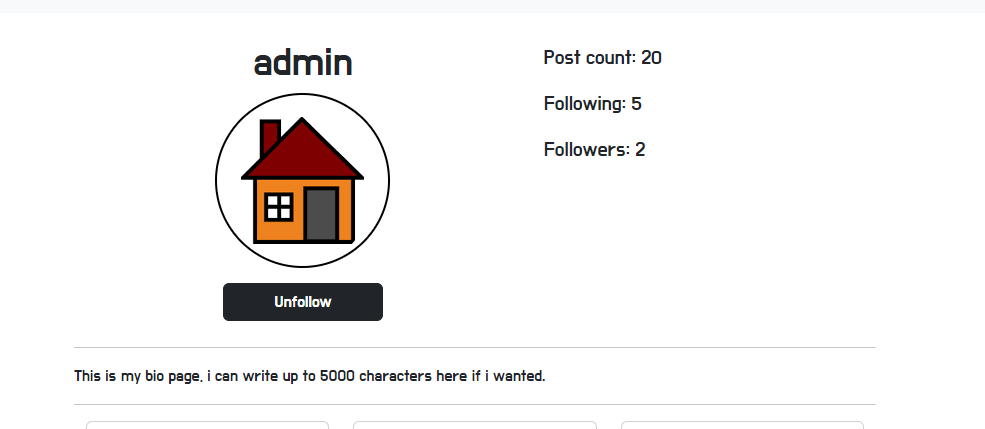 admin
Post count: 20
Following: 5
Followers: 2
Unfollow
This is my bio page, i can write up to 5000 characters here if i wanted.